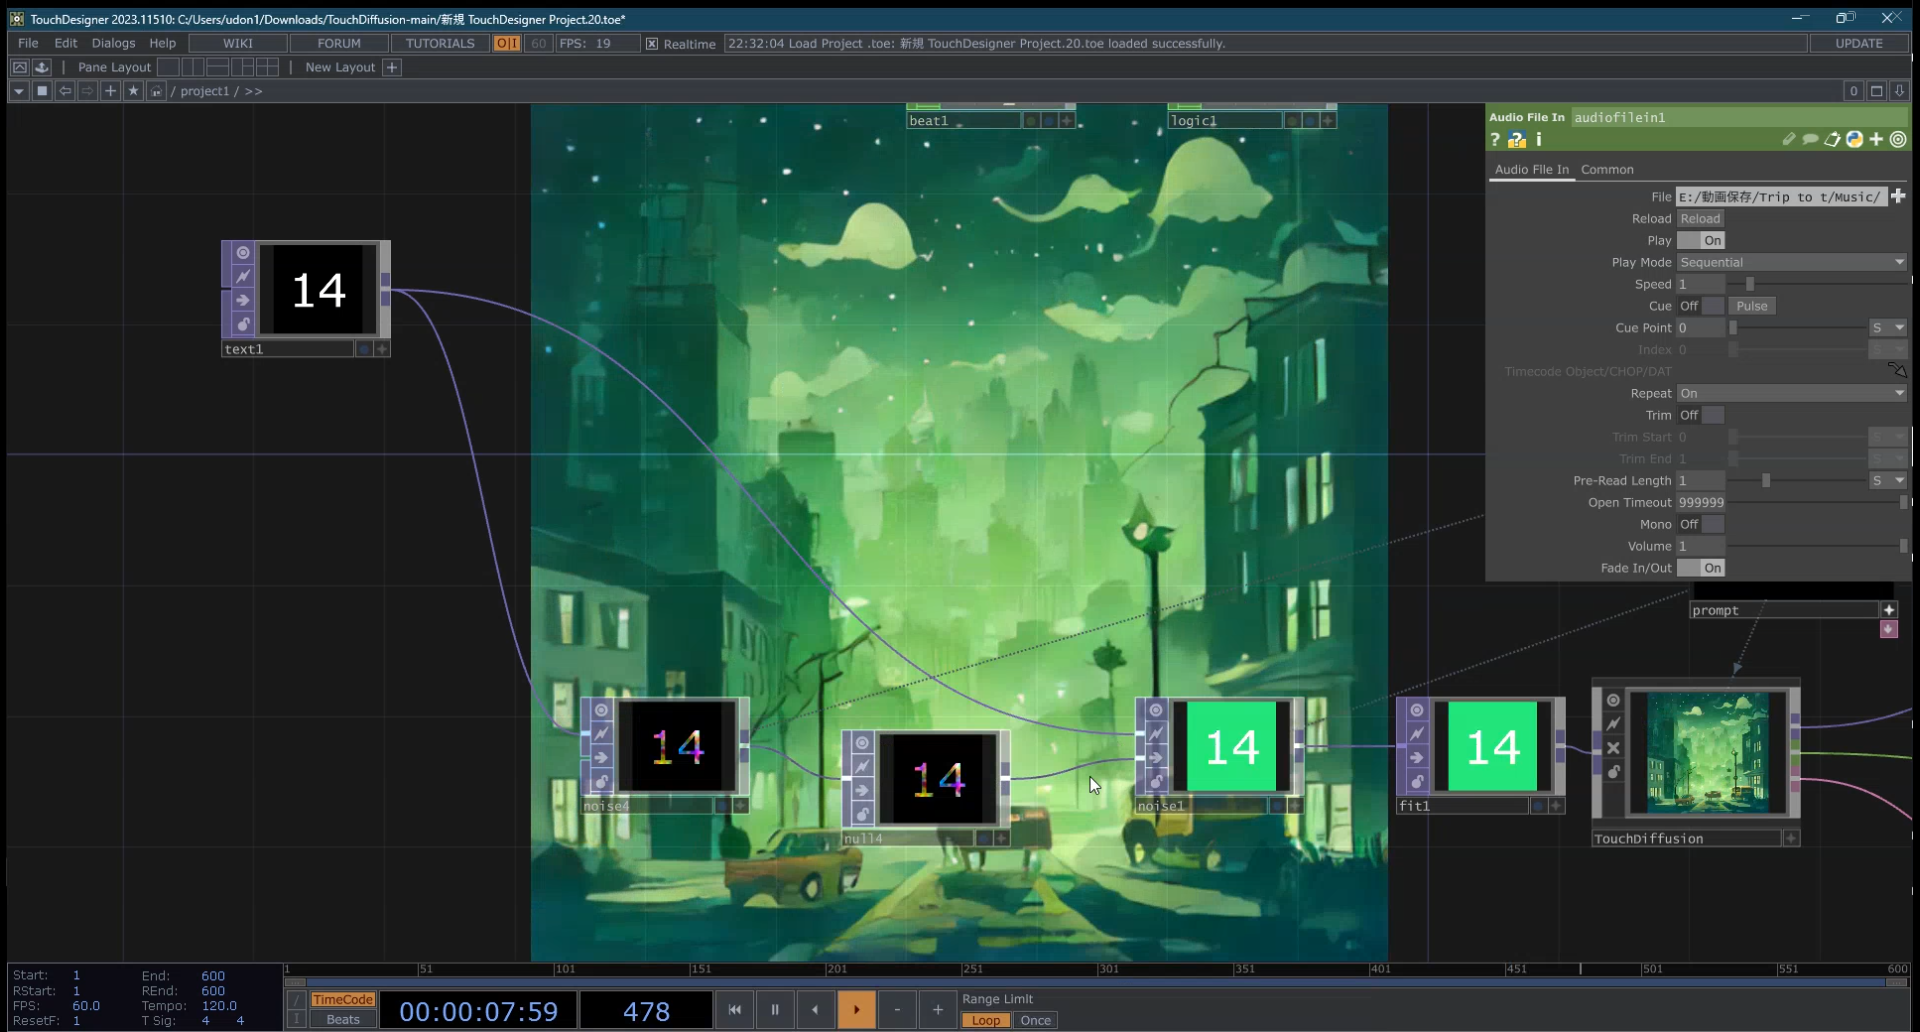 TouchDesigner 2023.11510: C:/Users/udon1/Downloads/TouchDiffusion-main/新規 TouchDesigner Project.20.toe*
File Edit Dialogs Help WIKI FORUM TUTORIALS O|I 60 FPS: 19 Realtime 22:32:04 Load Project .toe: 新規 TouchDesigner Project.20.toe loaded successfully. UPDATE
Pane Layout New Layout +
/ project1 / >> 0
beat1 logic1
Audio File In audiofilein1
? ? i
Audio File In Common
File E:/動画保存/Trip to t/Music/
Reload Reload
Play On
Play Mode Sequential
Speed 1
Cue Off Pulse
Cue Point 0 S
Index 0 S
Timecode Object/CHOP/DAT
Repeat On
Trim Off
Trim Start 0 S
Trim End 1 S
Pre-Read Length 1 S
Open Timeout 999999
Mono Off
Volume 1
Fade In/Out On
14
text1
prompt
14 14 14 14
noise4 null4 noise1 fit1 TouchDiffusion
Start: 1 End: 600
RStart: 1 REnd: 600
FPS: 60.0 Tempo: 120.0
ResetF: 1 T Sig: 4 4
1 51 101 151 201 251 301 351 401 451 501 551 600
TimeCode
Beats
00:00:07:59 478 - +
Range Limit
Loop Once